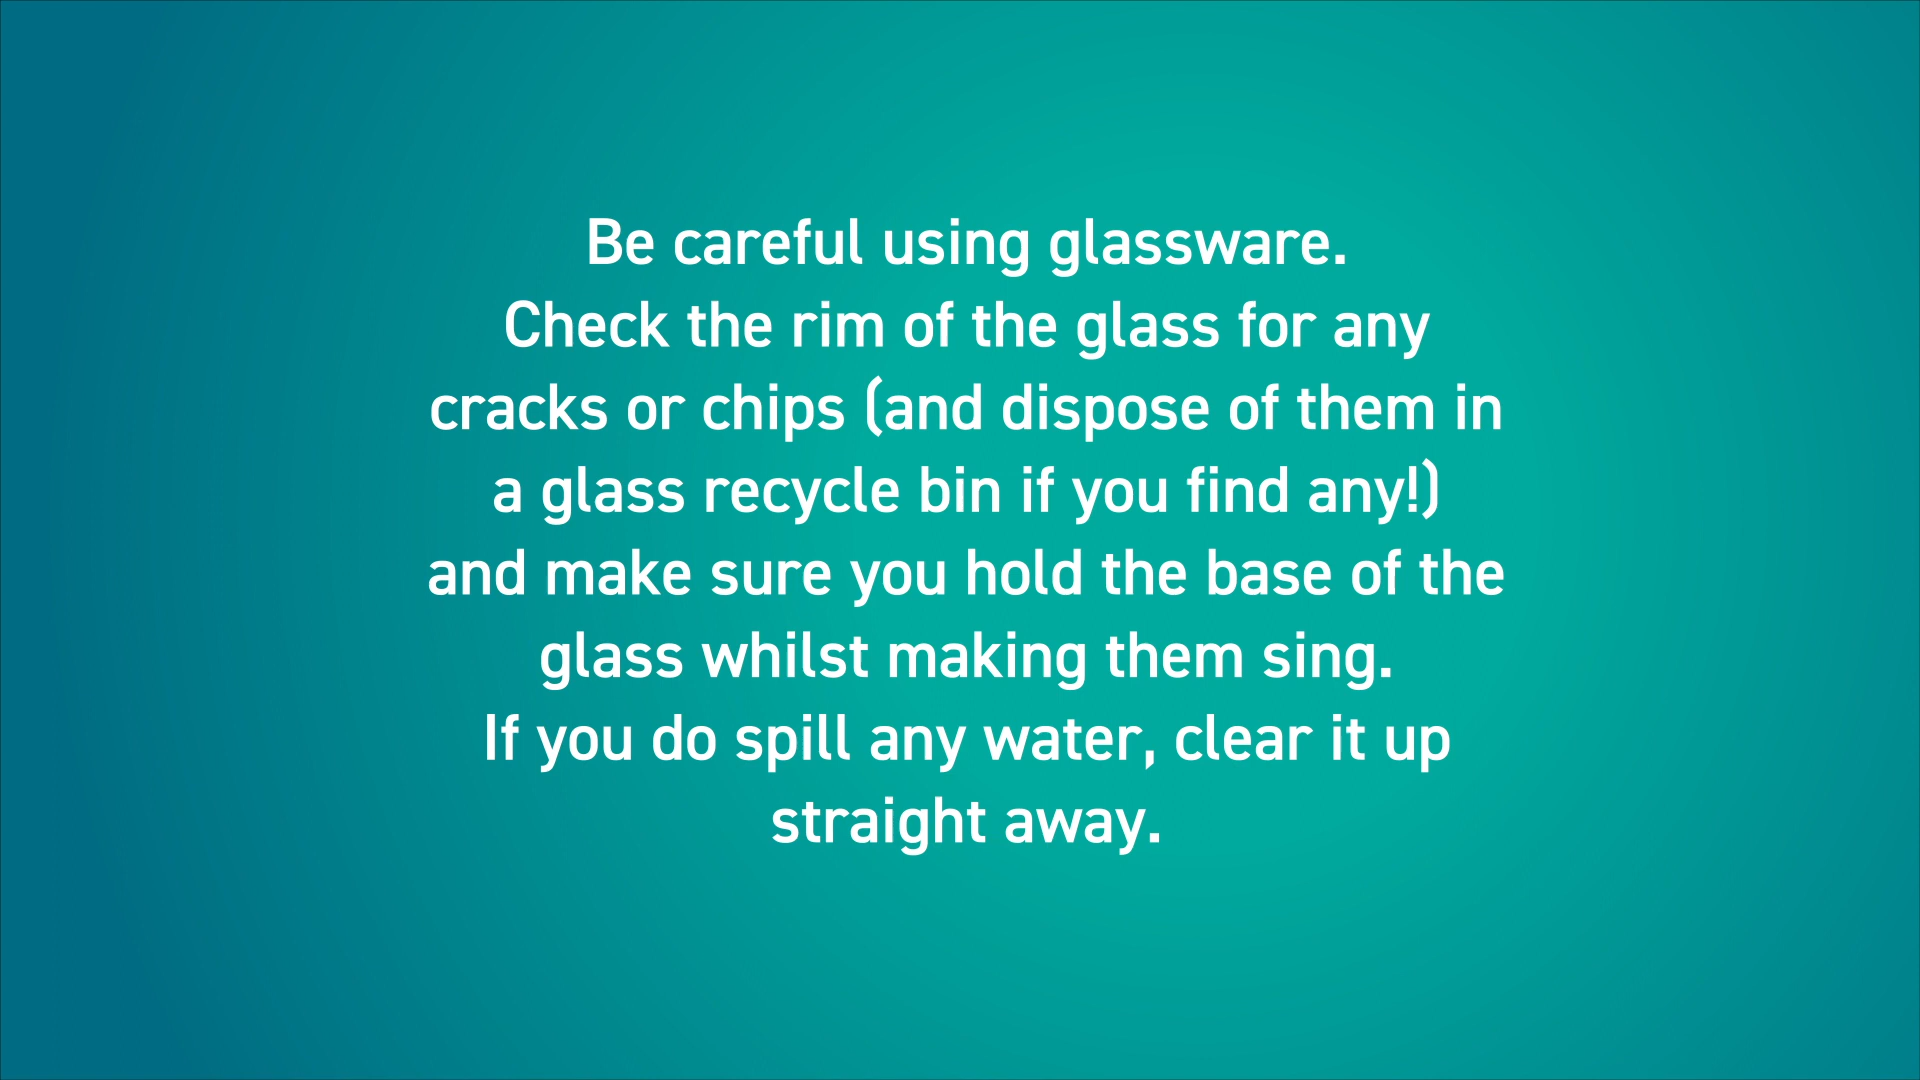 Be careful using glassware.
Check the rim of the glass for any
cracks or chips (and dispose of them in
a glass recycle bin if you find any!)
and make sure you hold the base of the
glass whilst making them sing.
If you do spill any water, clear it up
straight away.